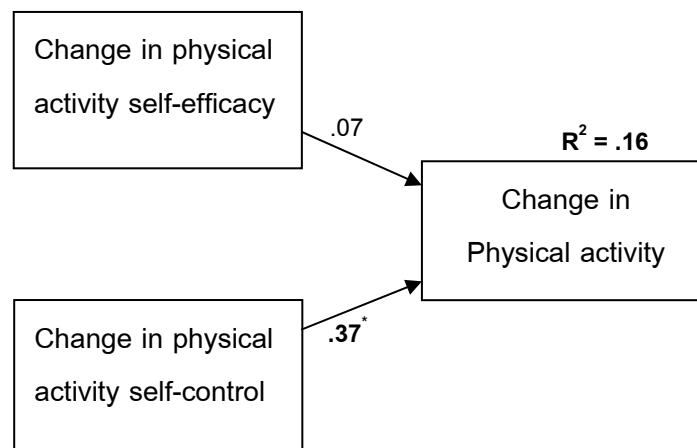 Change in physical
activity self-efficacy
.07
R² = .16
Change in
Physical activity
Change in physical
activity self-control
.37*